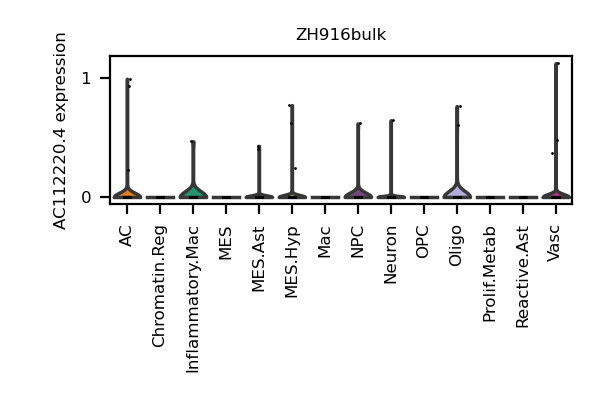 ZH916bulk
AC112220.4 expression
1
0
AC
Chromatin.Reg
Inflammatory.Mac
MES
MES.Ast
MES.Hyp
Mac
NPC
Neuron
OPC
Oligo
Prolif.Metab
Reactive.Ast
Vasc